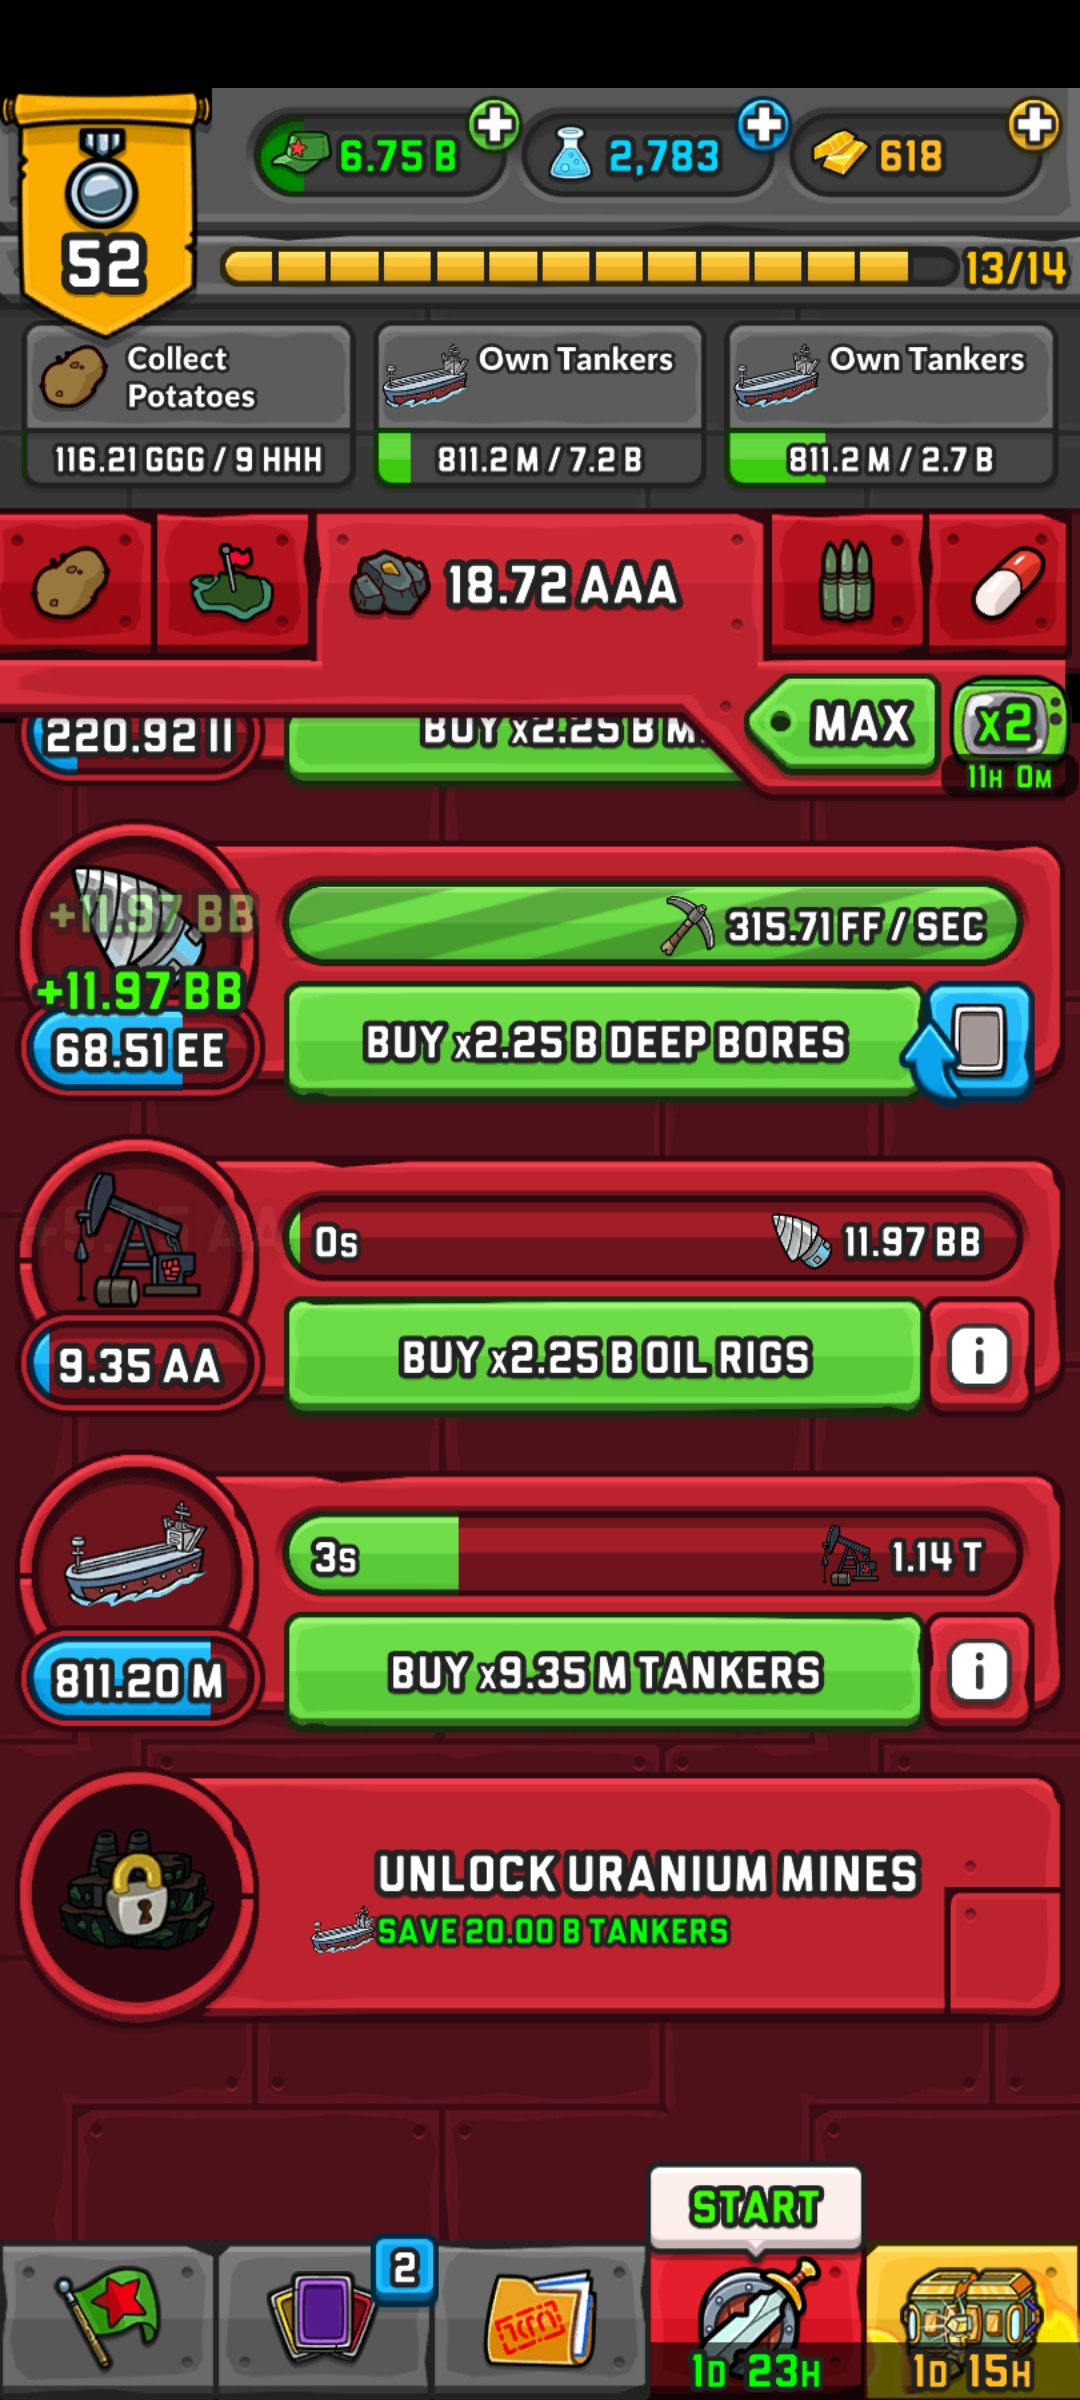 6.75 B
2,783
618
52
13/14
Collect
Potatoes
116.21 GGG / 9 HHH
Own Tankers
811.2 M / 7.2 B
Own Tankers
811.2 M / 2.7 B
18.72 AAA
MAX
x2
11H 0M
220.92 II
BUY x2.25 B M
+11.97 BB
+11.97 BB
68.51 EE
315.71 FF / SEC
BUY x2.25 B DEEP BORES
9.35 AA
0s
11.97 BB
BUY x2.25 B OIL RIGS
i
811.20 M
3s
1.14 T
BUY x9.35 M TANKERS
i
UNLOCK URANIUM MINES
SAVE 20.00 B TANKERS
START
2
1D 23H
1D 15H